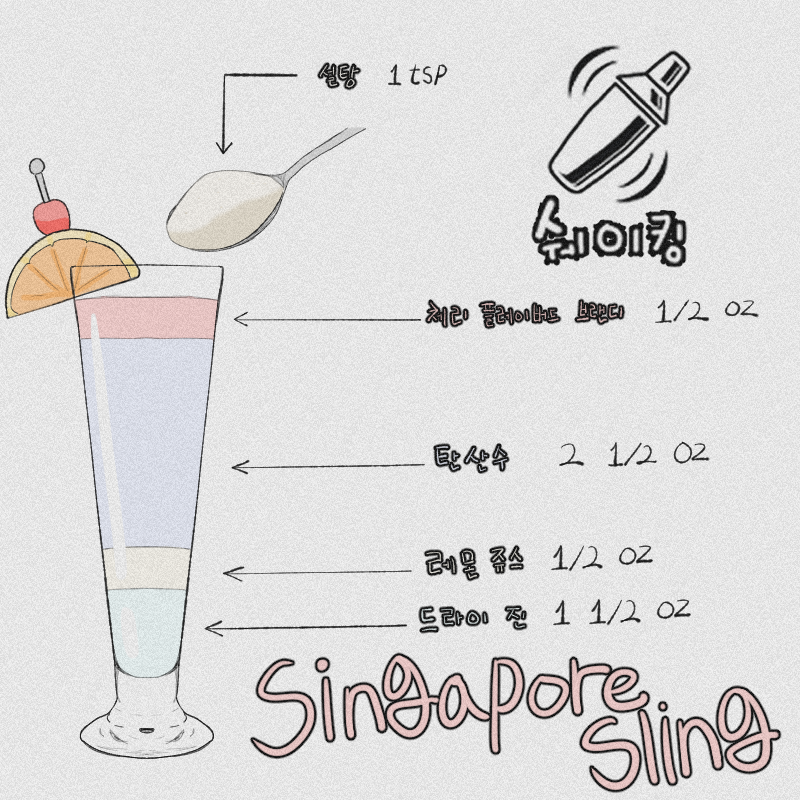 설탕 1 tsp
쉐이킹
체리 플레이버드 브랜디 1/2 oz
탄산수 2 1/2 oz
레몬 쥬스 1/2 oz
드라이 진 1 1/2 oz
Singapore
Sling